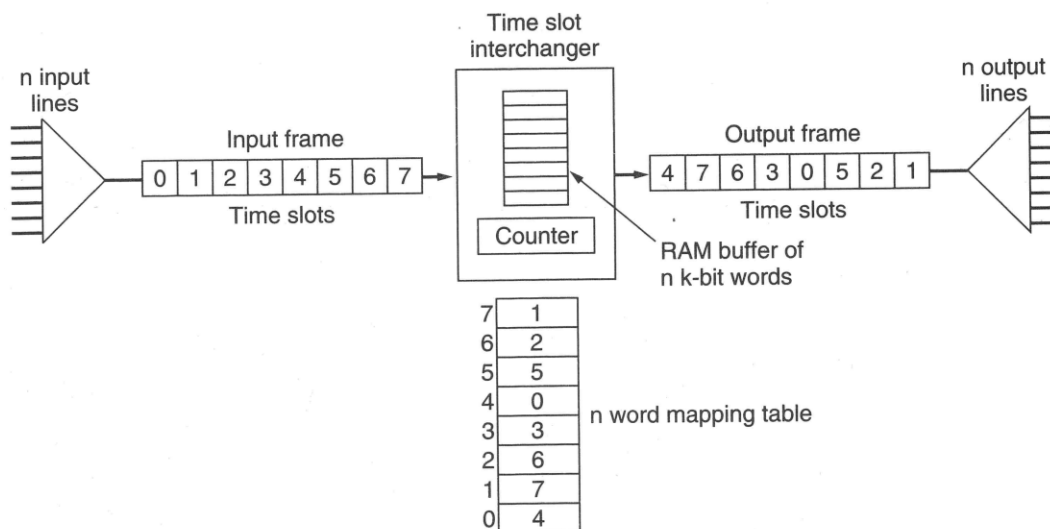 Time slot
interchanger
n input
lines
n output
lines
Input frame
Output frame
0 1 2 3 4 5 6 7
4 7 6 3 0 5 2 1
Time slots
Time slots
Counter
RAM buffer of
n k-bit words
7 1
6 2
5 5
4 0
3 3
2 6
1 7
0 4
n word mapping table